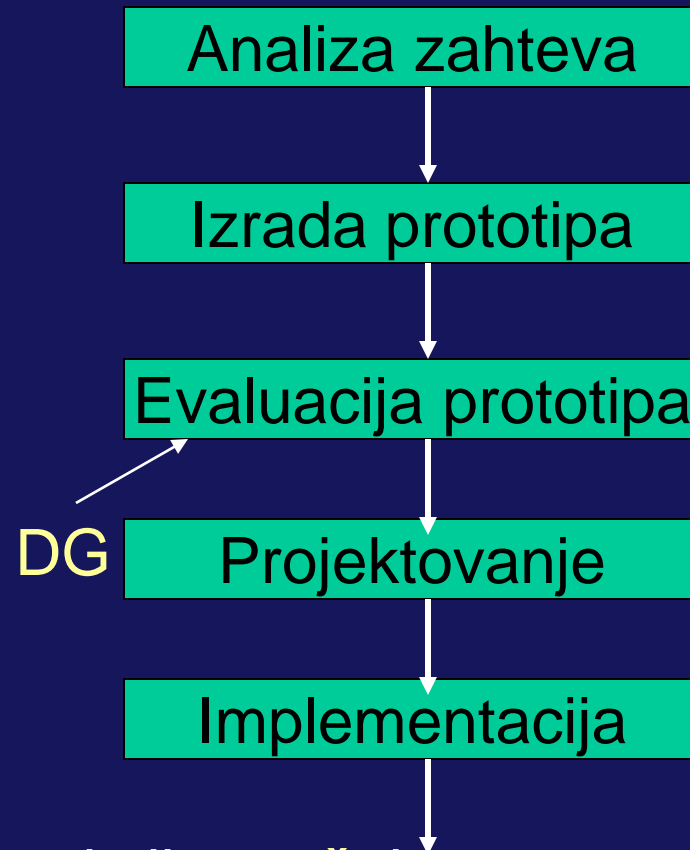 Analiza zahteva
Izrada prototipa
Evaluacija prototipa
DG
Projektovanje
Implementacija